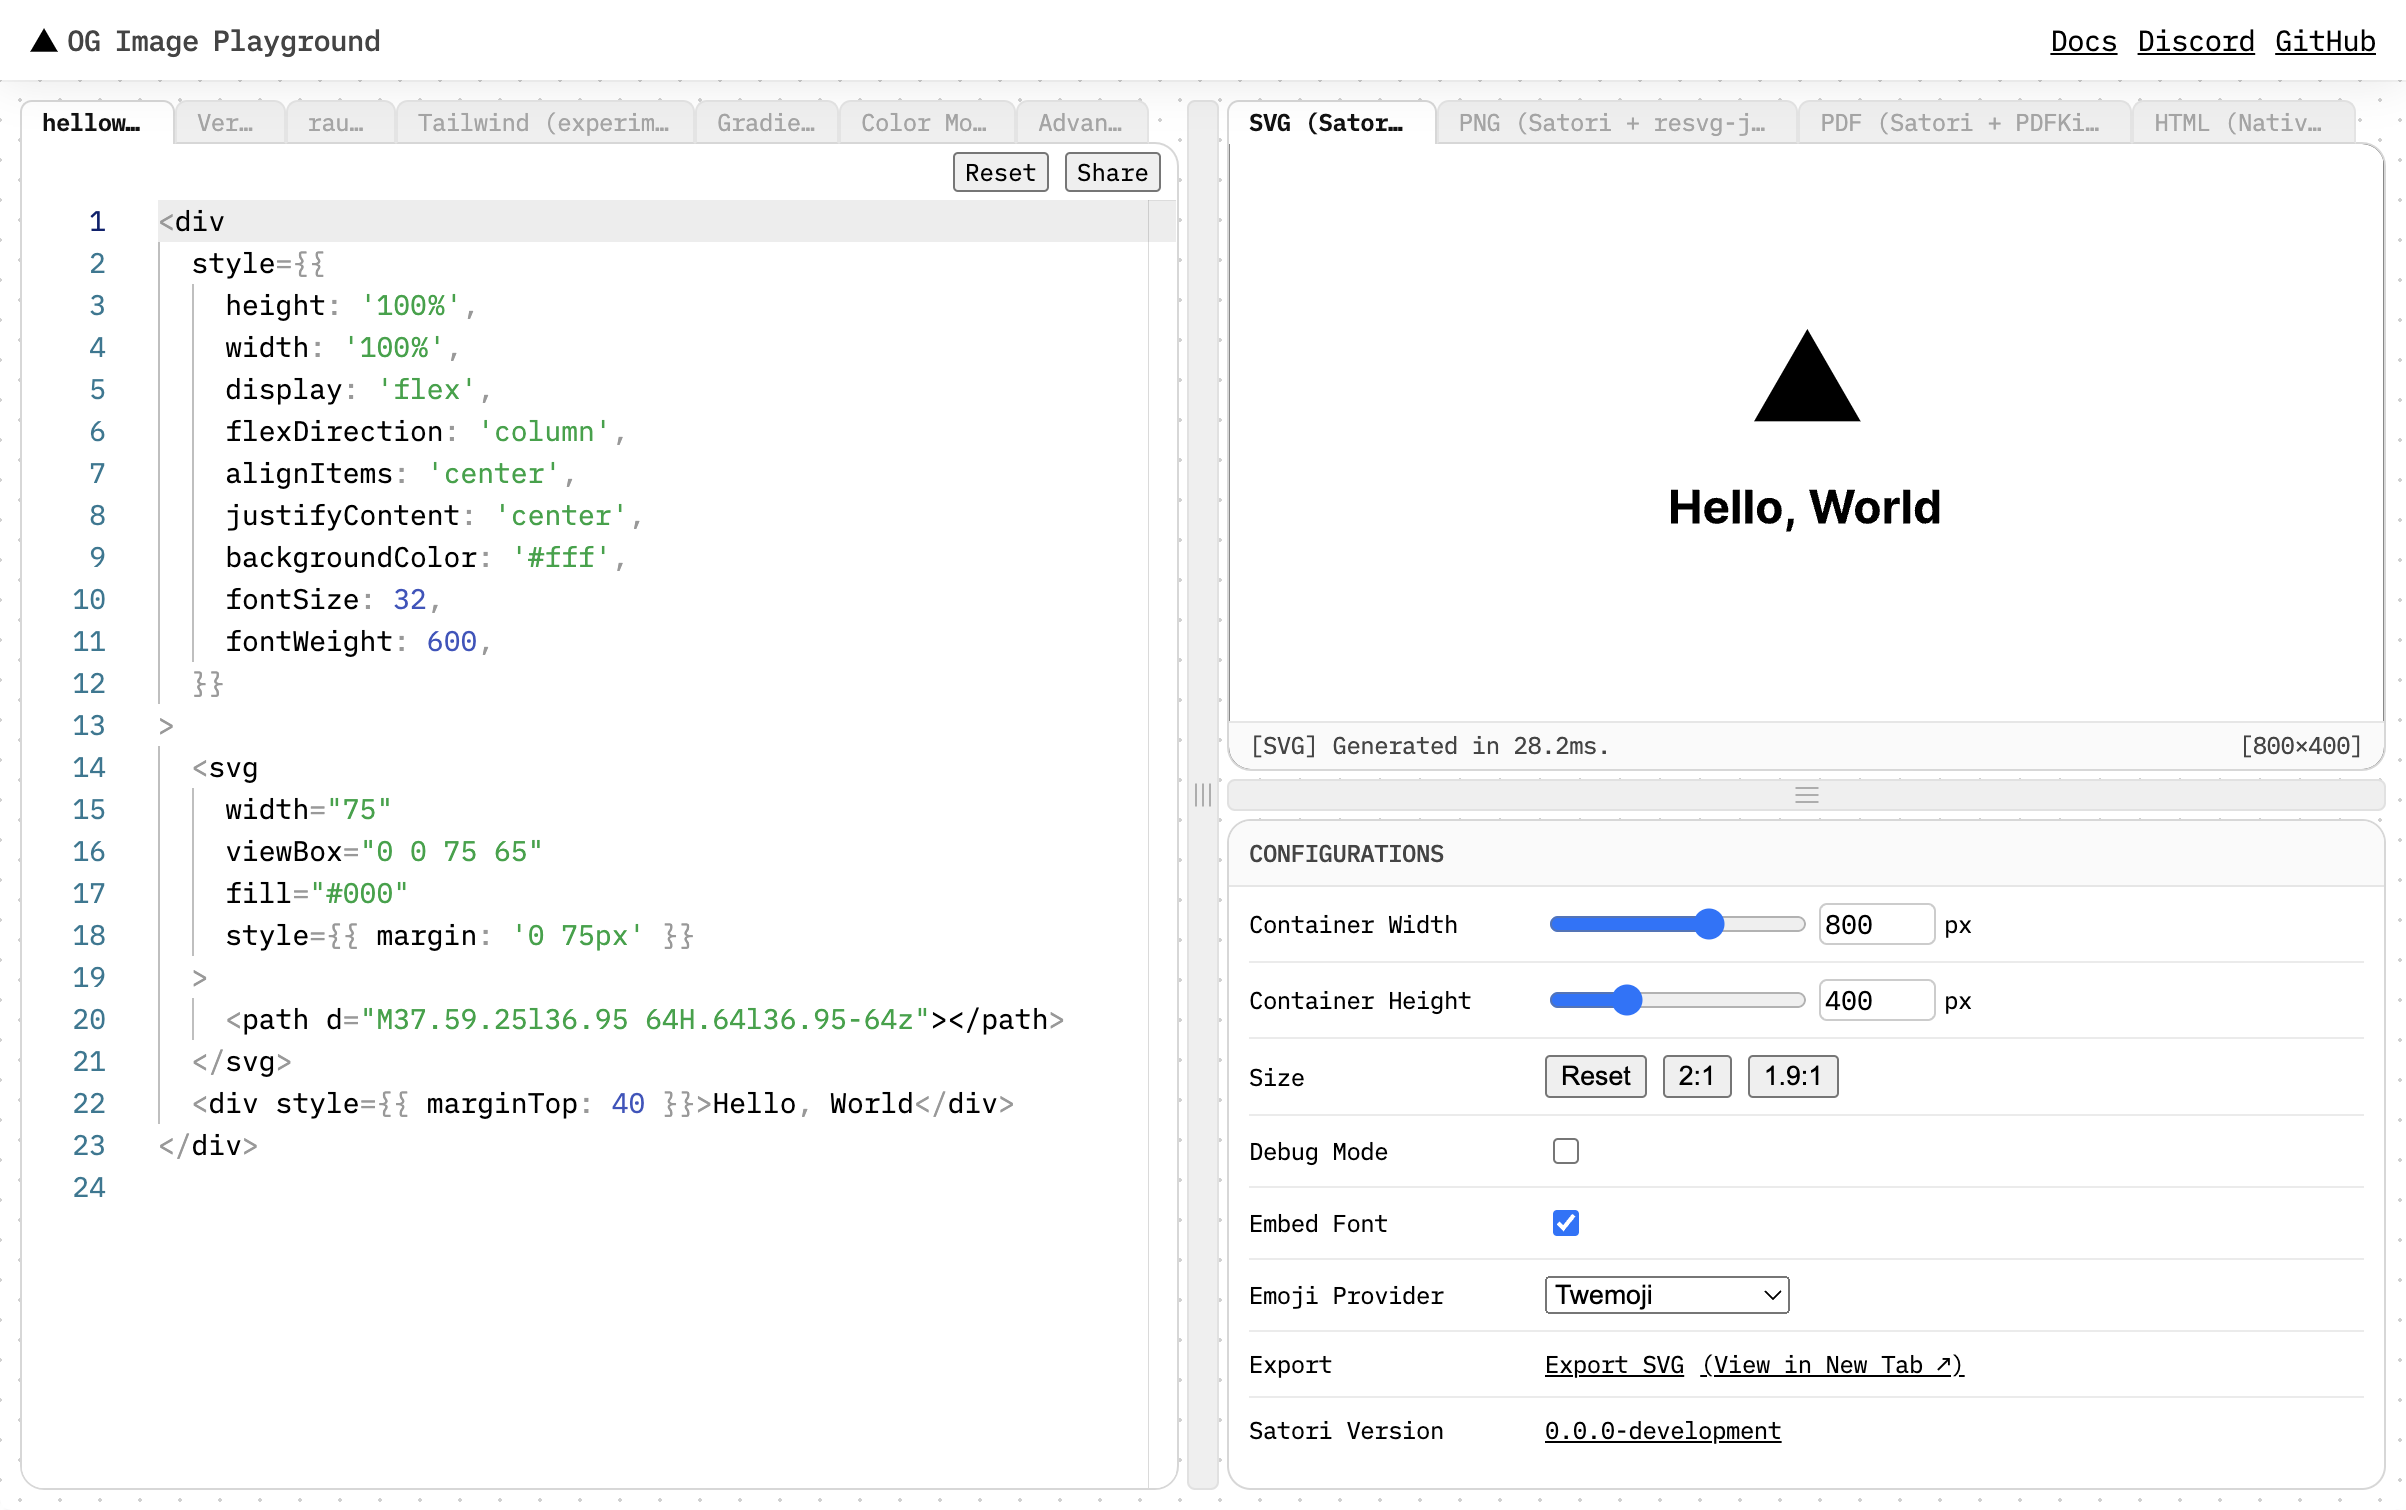 OG Image Playground
Docs Discord GitHub
hellow…
Ver…
rau…
Tailwind (experim…
Gradie…
Color Mo…
Advan…
Reset
Share
1 <div
2 style={{
3 height: '100%',
4 width: '100%',
5 display: 'flex',
6 flexDirection: 'column',
7 alignItems: 'center',
8 justifyContent: 'center',
9 backgroundColor: '#fff',
10 fontSize: 32,
11 fontWeight: 600,
12 }}
13 >
14 <svg
15 width="75"
16 viewBox="0 0 75 65"
17 fill="#000"
18 style={{ margin: '0 75px' }}
19 >
20 <path d="M37.59.25l36.95 64H.64l36.95-64z"></path>
21 </svg>
22 <div style={{ marginTop: 40 }}>Hello, World</div>
23 </div>
24
SVG (Sator…
PNG (Satori + resvg-j…
PDF (Satori + PDFKi…
HTML (Nativ…
Hello, World
[SVG] Generated in 28.2ms.
[800×400]
CONFIGURATIONS
Container Width 800 px
Container Height 400 px
Size Reset 2:1 1.9:1
Debug Mode
Embed Font
Emoji Provider Twemoji
Export Export SVG (View in New Tab ↗)
Satori Version 0.0.0-development